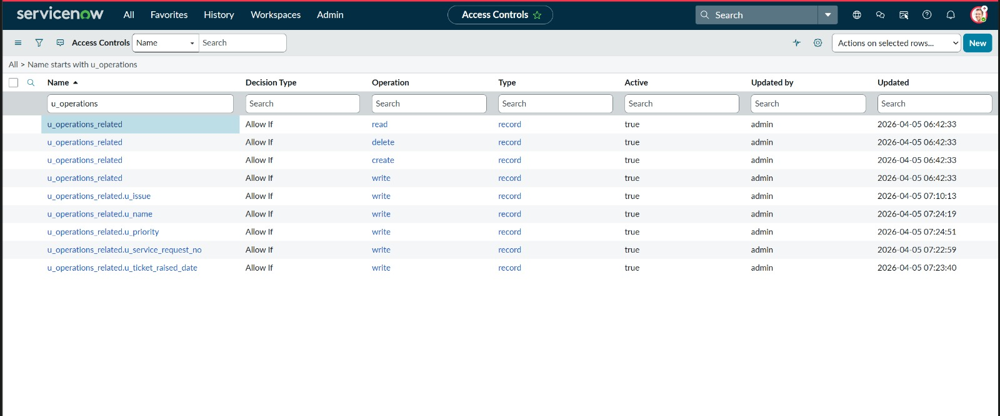 servicenow All Favorites History Workspaces Admin Access Controls Search
Access Controls Name Search Actions on selected rows... New
All > Name starts with u_operations
Name Decision Type Operation Type Active Updated by Updated
u_operations Search Search Search Search Search Search
u_operations_related Allow If read record true admin 2026-04-05 06:42:33
u_operations_related Allow If delete record true admin 2026-04-05 06:42:33
u_operations_related Allow If create record true admin 2026-04-05 06:42:33
u_operations_related Allow If write record true admin 2026-04-05 06:42:33
u_operations_related.u_issue Allow If write record true admin 2026-04-05 07:10:13
u_operations_related.u_name Allow If write record true admin 2026-04-05 07:24:19
u_operations_related.u_priority Allow If write record true admin 2026-04-05 07:24:51
u_operations_related.u_service_request_no Allow If write record true admin 2026-04-05 07:22:59
u_operations_related.u_ticket_raised_date Allow If write record true admin 2026-04-05 07:23:40